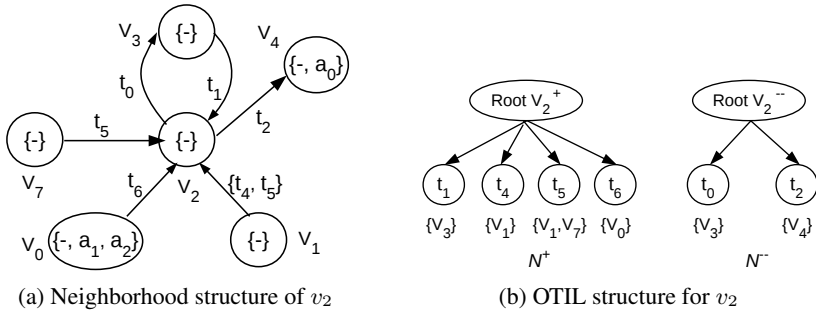 V3 {-} V4
{-, a0}
t0 t1
t5 {-} t2
{-}
V7 t6 V2 {t4, t5}
V0 {-, a1, a2} {-} V1
(a) Neighborhood structure of v2
Root V2+ Root V2--
t1 t4 t5 t6 t0 t2
{V3} {V1} {V1,V7} {V0} {V3} {V4}
N+ N--
(b) OTIL structure for v2